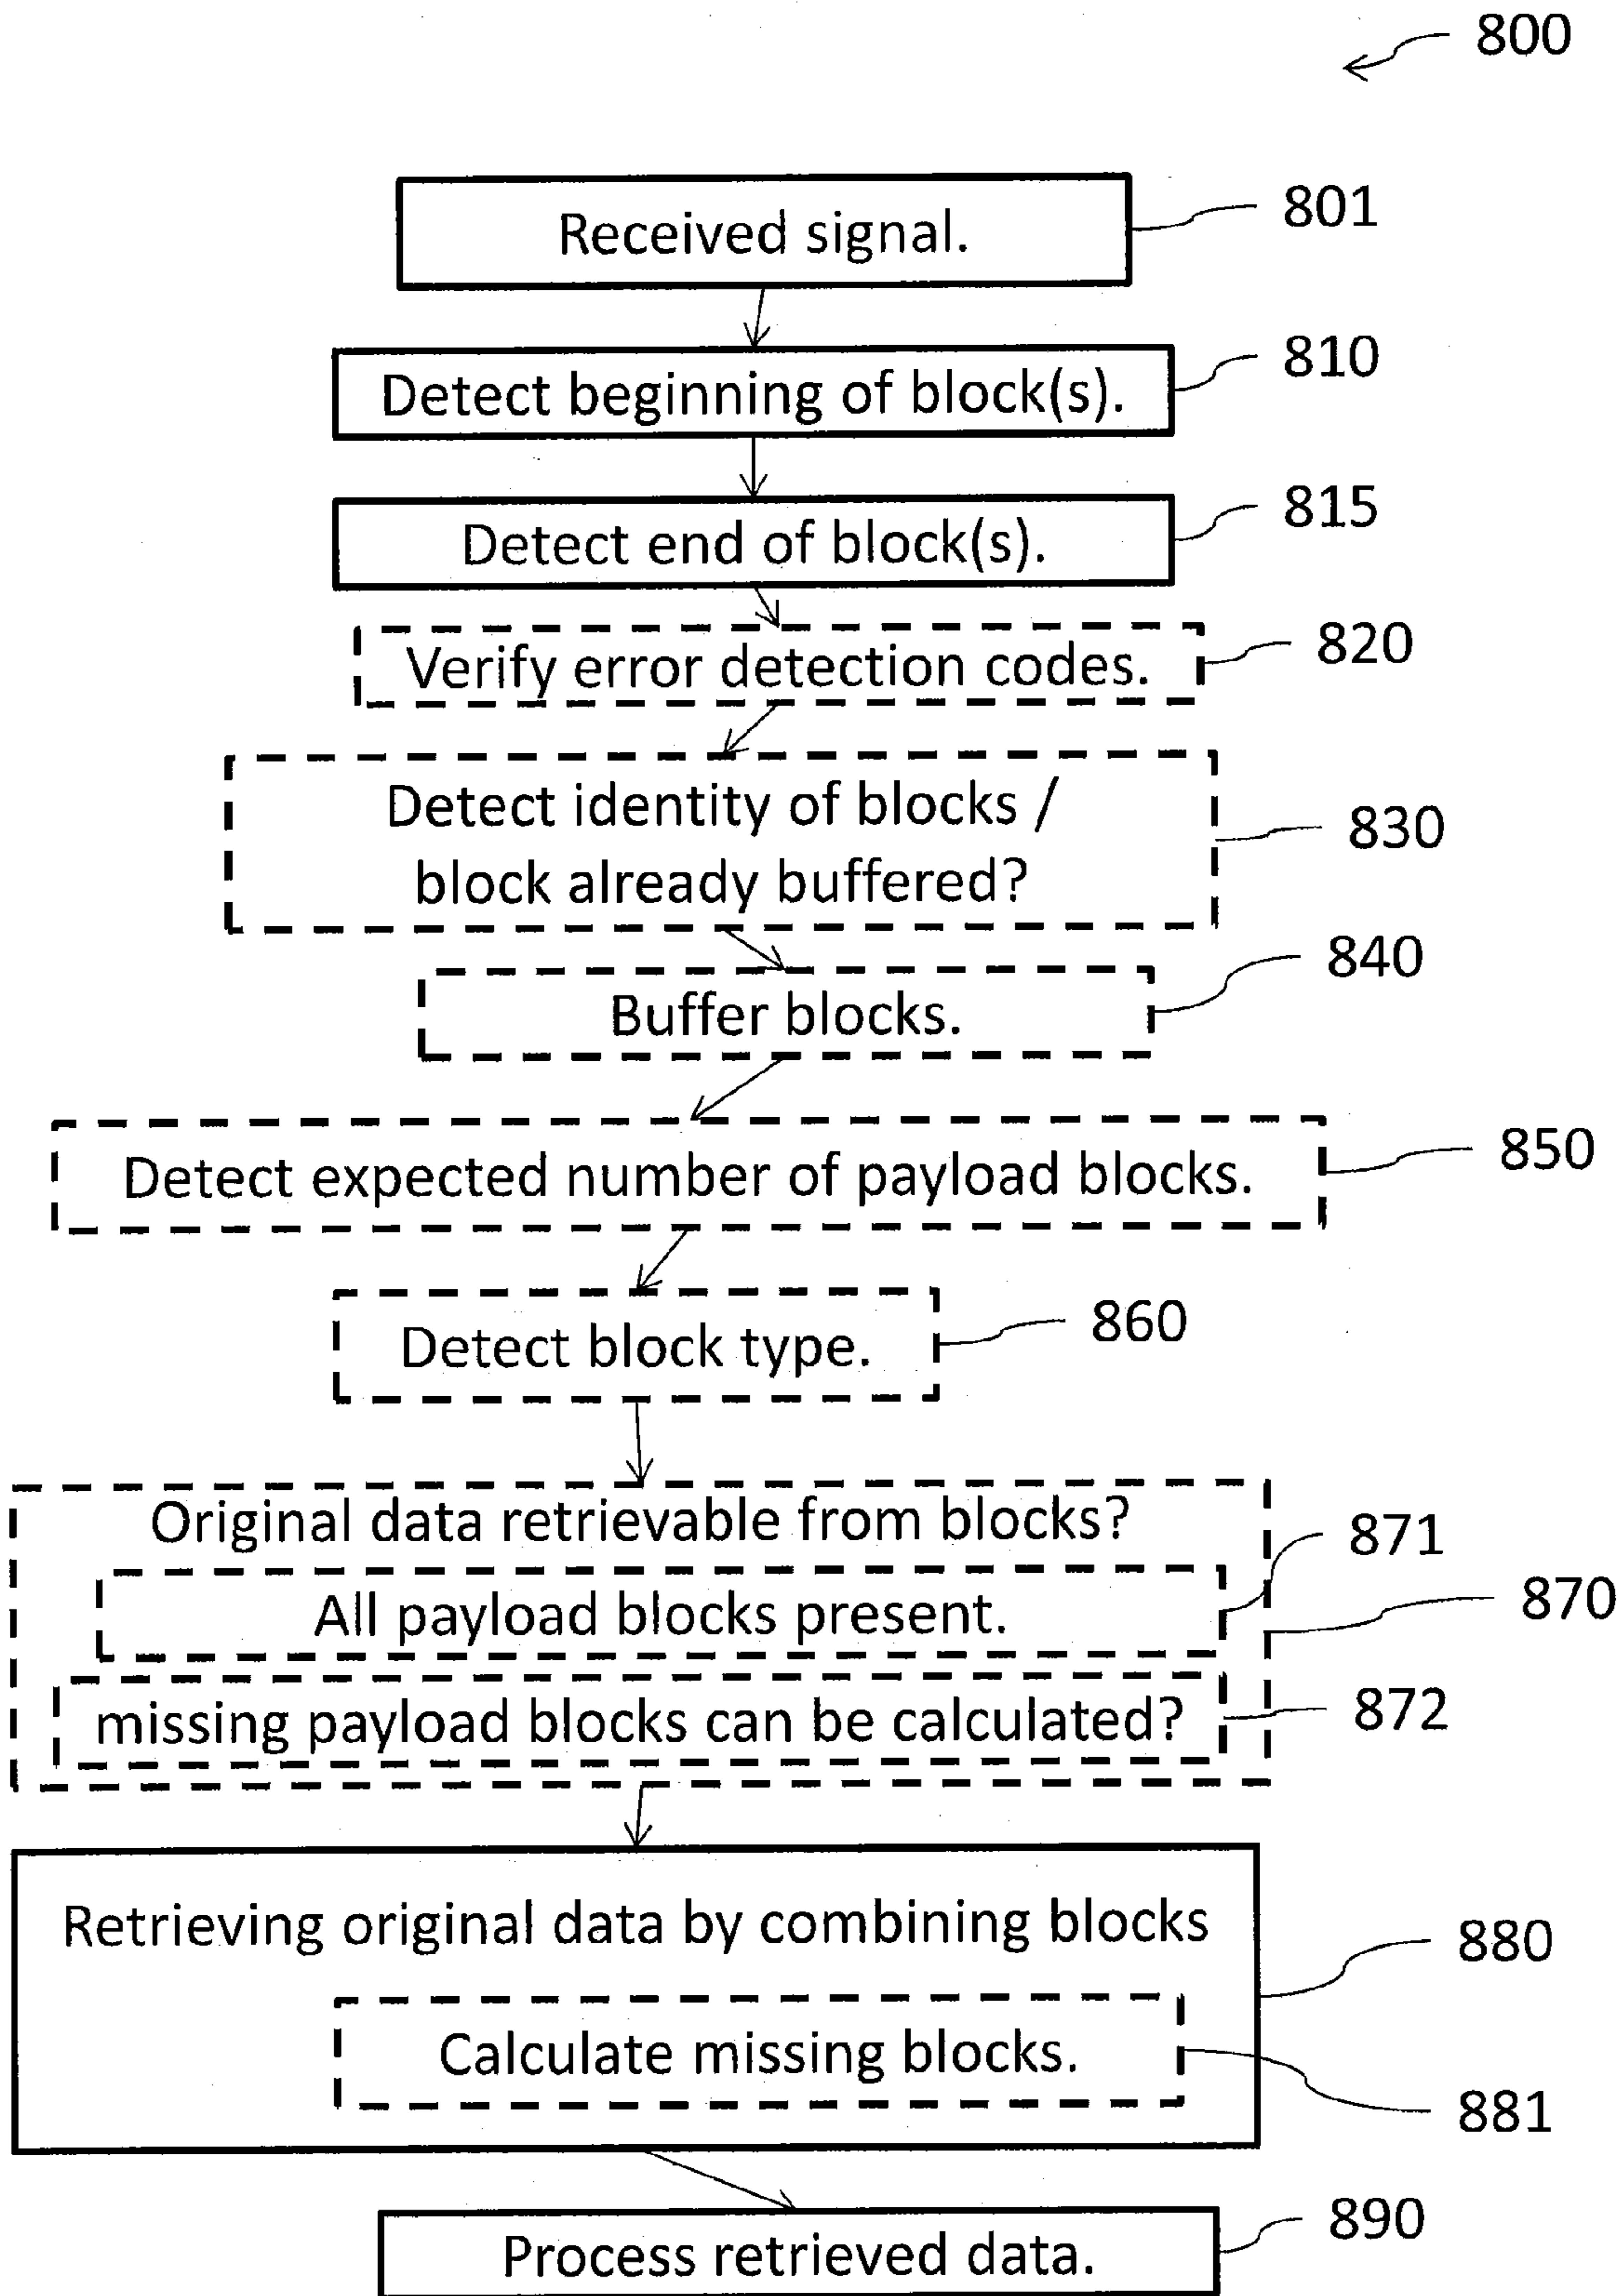 800
Received signal.
801
Detect beginning of block(s).
810
Detect end of block(s).
815
Verify error detection codes.
820
Detect identity of blocks /
block already buffered?
830
Buffer blocks.
840
Detect expected number of payload blocks.
850
Detect block type.
860
Original data retrievable from blocks?
871
All payload blocks present.
870
missing payload blocks can be calculated?
872
Retrieving original data by combining blocks
880
Calculate missing blocks.
881
Process retrieved data.
890